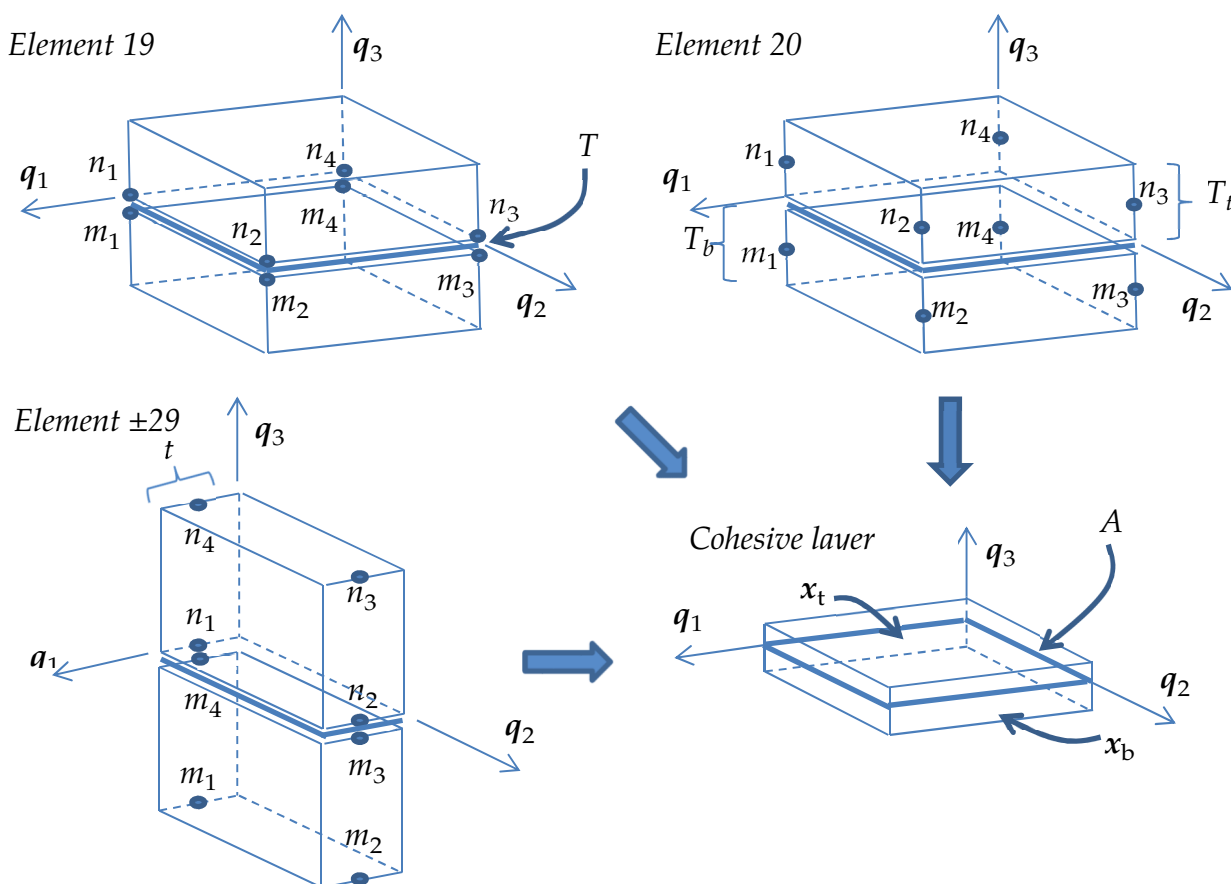 Element 19
q3
n4
T
n1
q1
n3
m1
n2
m4
m3
m2
q2
Element 20
q3
n4
n1
q1
n3
Tt
n2
Tb
m4
m1
m3
m2
q2
Element ±29
q3
t
n4
n3
n1
q1
n2
m4
q2
m3
m1
m2
Cohesive layer
A
q3
xt
q1
q2
xb